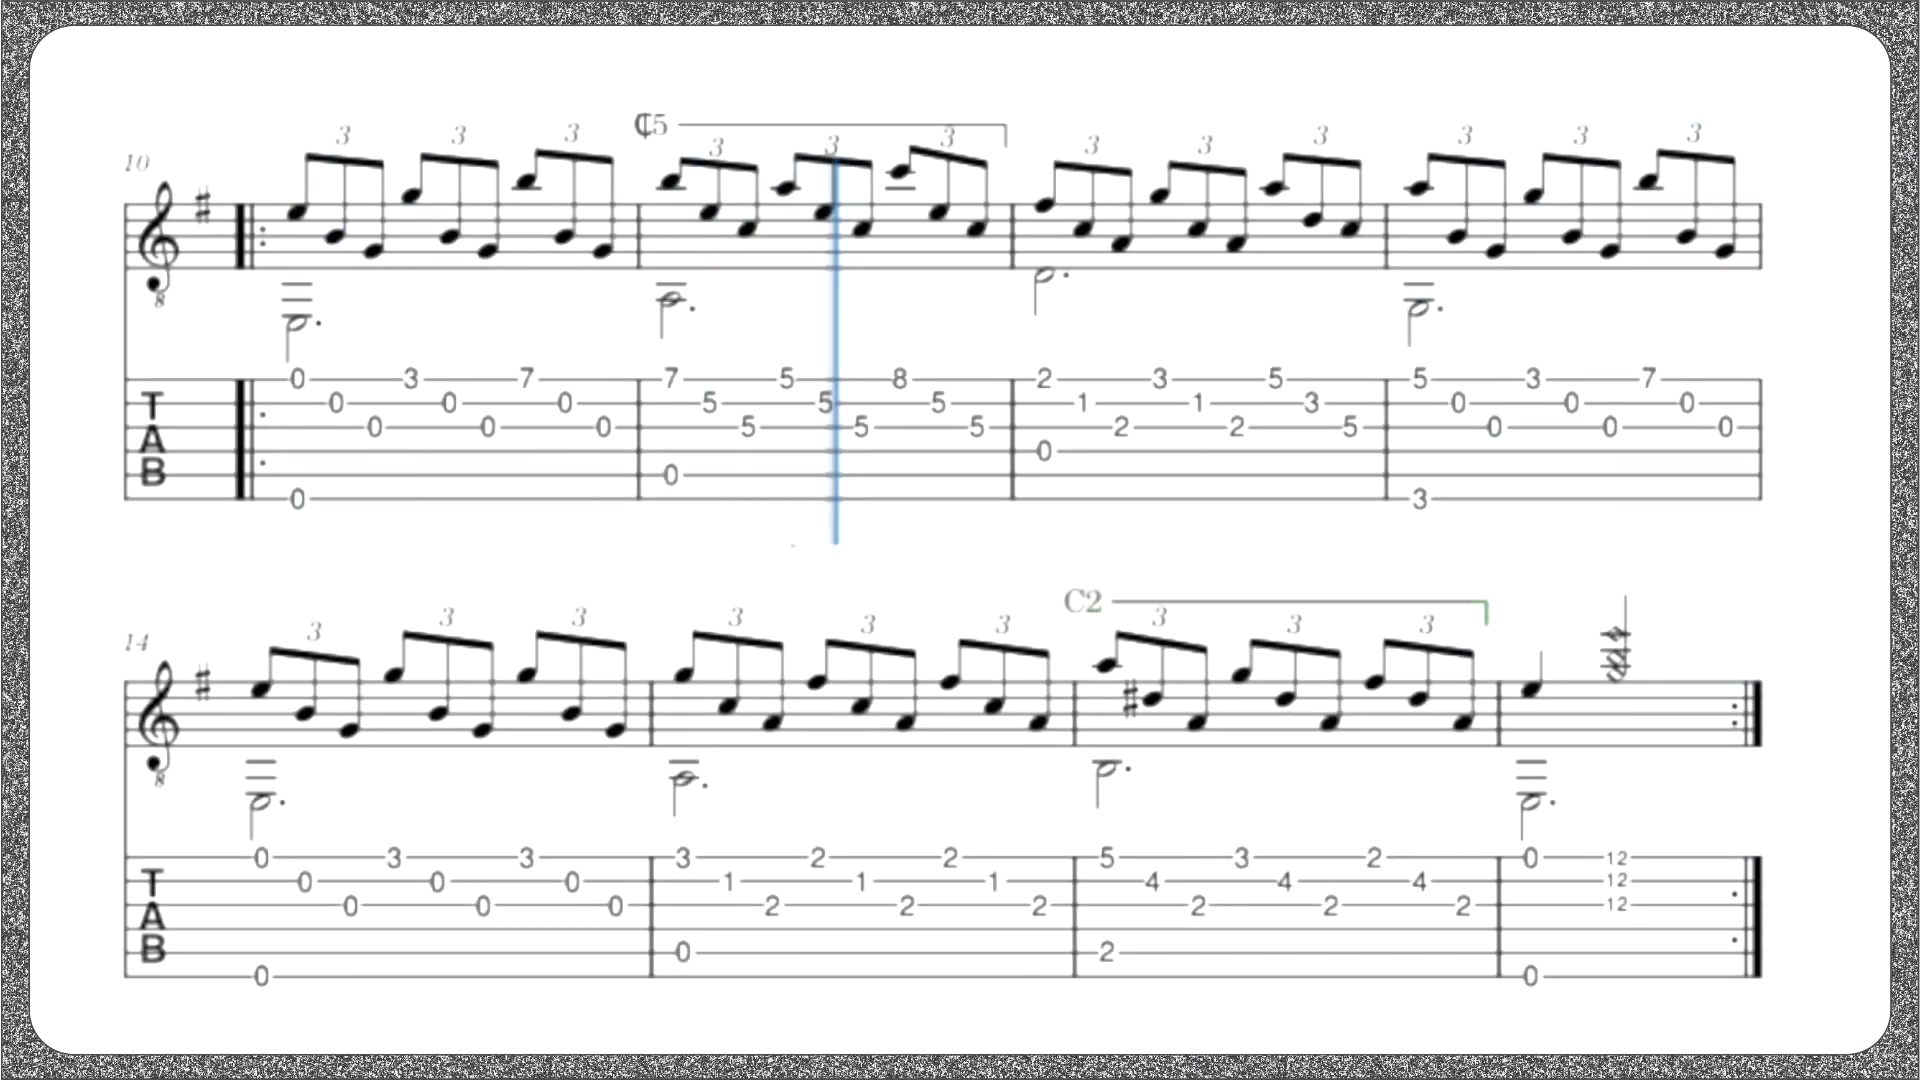 ₵5
3 3 3 3 3 3 3 3 3 3 3 3
10
8
0 3 7 7 5 8 2 3 5 5 3 7
T 0 0 0 5 5 5 1 1 3 0 0 0
A 0 0 0 5 5 5 2 2 5 0 0 0
0
B 0
0 3
C2
3 3 3 3 3 3 3 3 3
14
8
0 3 3 3 2 2 5 3 2 0 12
T 0 0 0 1 1 1 4 4 4 12
A 0 0 0 2 2 2 2 2 2 12
B 0 2
0 0